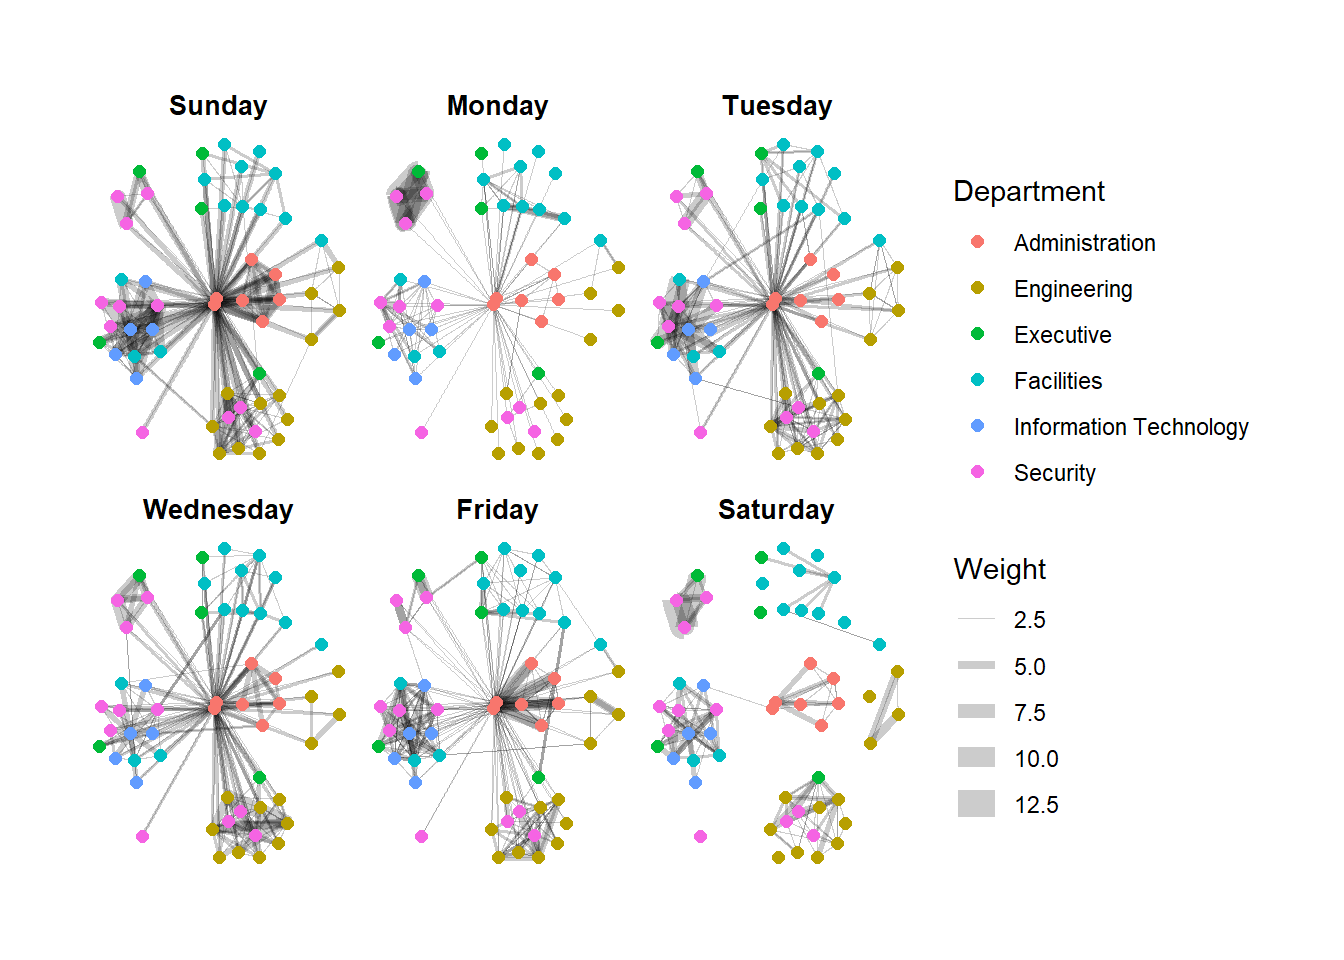 Sunday
Monday
Tuesday
Wednesday
Friday
Saturday
Department
Administration
Engineering
Executive
Facilities
Information Technology
Security
Weight
2.5
5.0
7.5
10.0
12.5